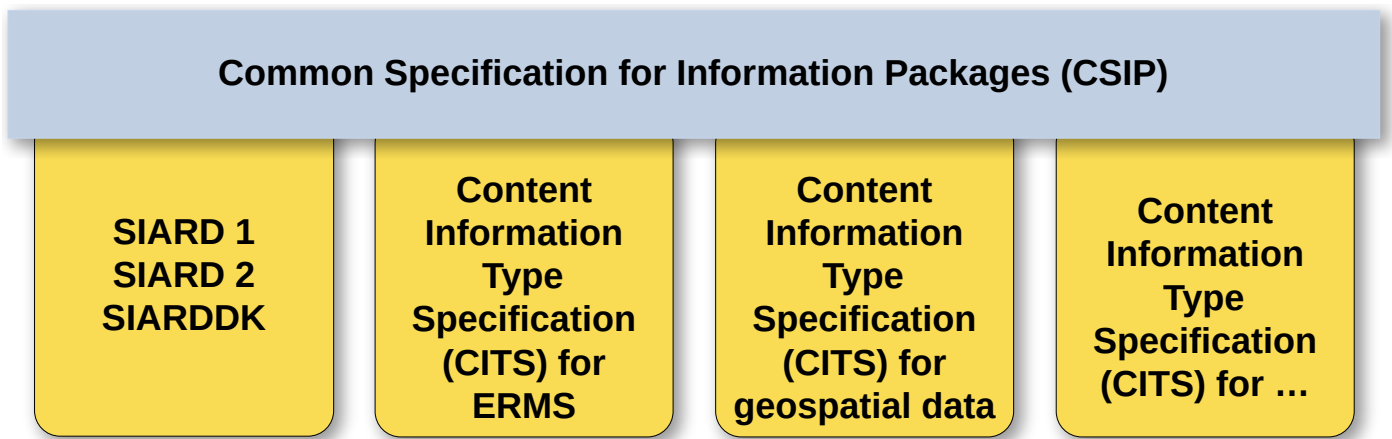 Common Specification for Information Packages (CSIP)
SIARD 1
SIARD 2
SIARDDK
Content
Information
Type
Specification
(CITS) for
ERMS
Content
Information
Type
Specification
(CITS) for
geospatial data
Content
Information
Type
Specification
(CITS) for …